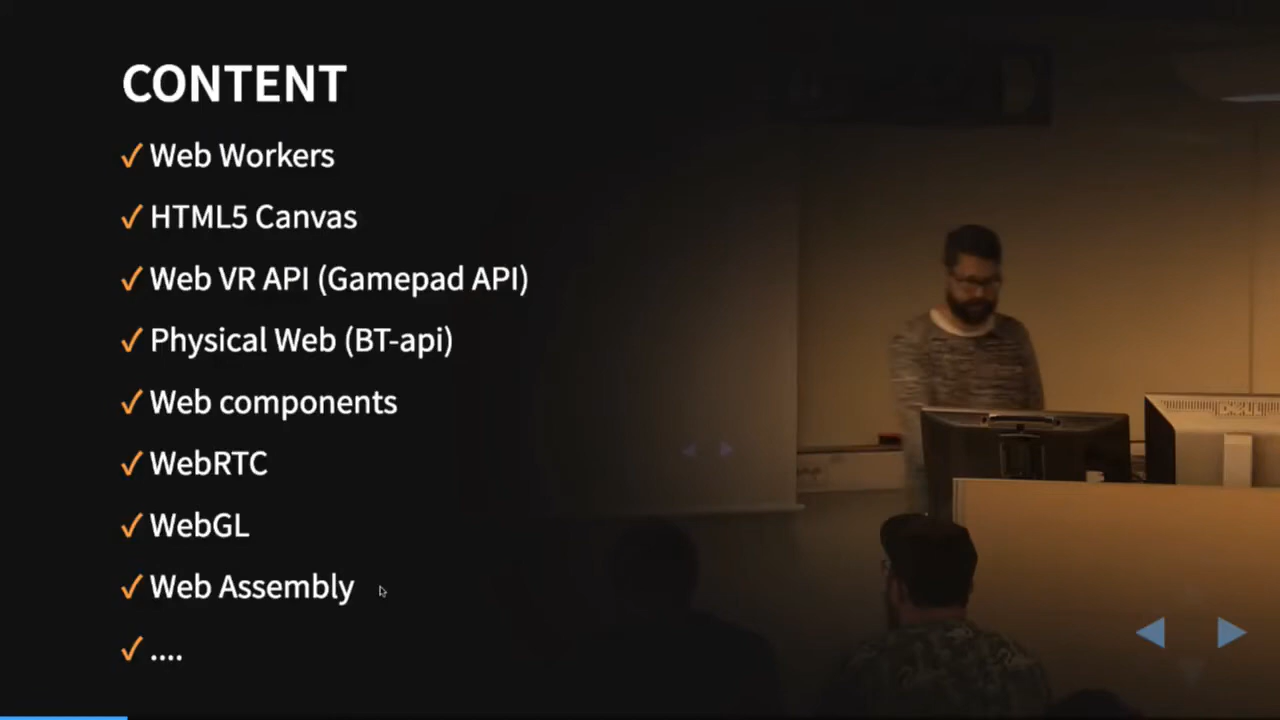 CONTENT
✓ Web Workers
✓ HTML5 Canvas
✓ Web VR API (Gamepad API)
✓ Physical Web (BT-api)
✓ Web components
✓ WebRTC
✓ WebGL
✓ Web Assembly
✓ ....
DELL